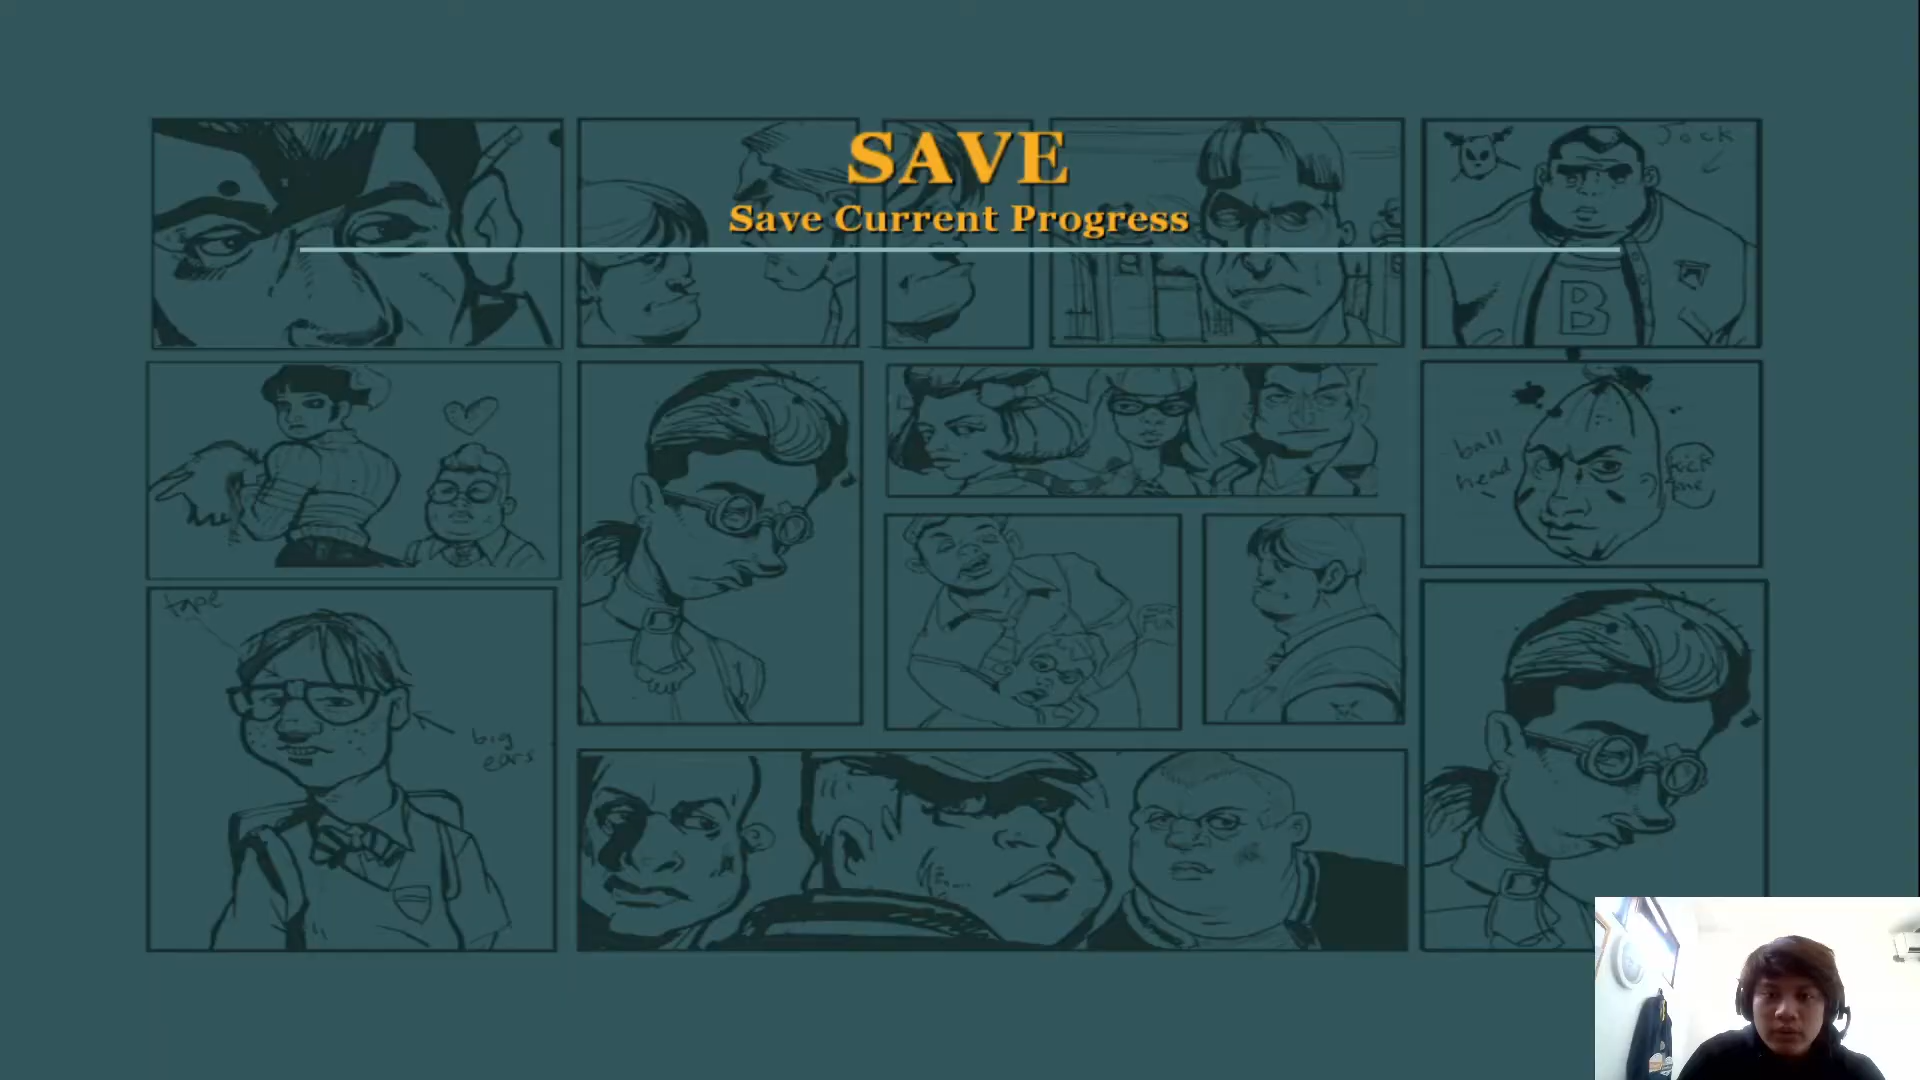 SAVE
Save Current Progress
Jock
B
ball
head
tape
big
ears